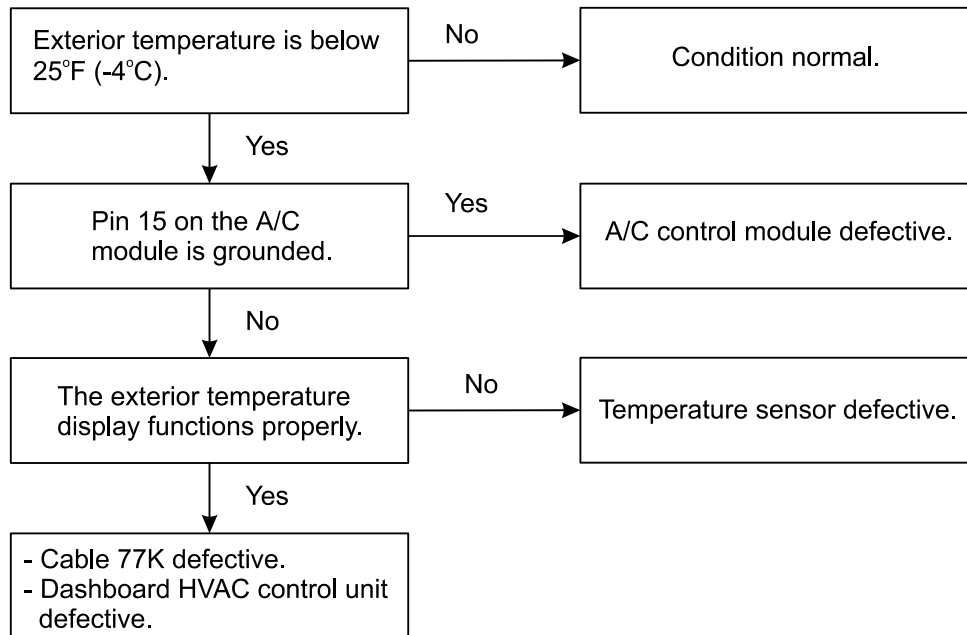 Exterior temperature is below
25°F (-4°C).
No
Condition normal.
Yes
Pin 15 on the A/C
module is grounded.
Yes
A/C control module defective.
No
The exterior temperature
display functions properly.
No
Temperature sensor defective.
Yes
- Cable 77K defective.
- Dashboard HVAC control unit
defective.